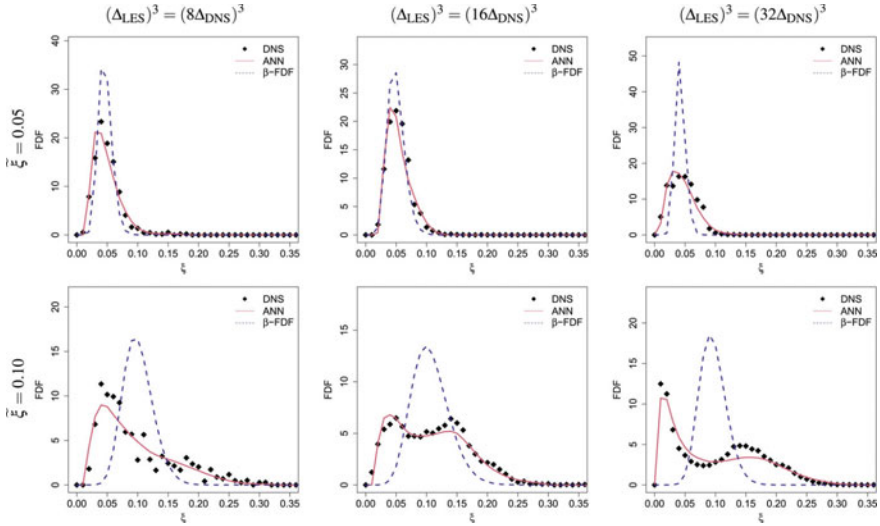 (Δ_LES)³ = (8Δ_DNS)³ (Δ_LES)³ = (16Δ_DNS)³ (Δ_LES)³ = (32Δ_DNS)³
ξ̃ = 0.05
FDF
40
30
20
10
0
DNS
ANN
β−FDF
0.00 0.05 0.10 0.15 0.20 0.25 0.30 0.35
ξ
FDF
30
25
20
15
10
5
0
DNS
ANN
β−FDF
0.00 0.05 0.10 0.15 0.20 0.25 0.30 0.35
ξ
FDF
50
40
30
20
10
0
DNS
ANN
β−FDF
0.00 0.05 0.10 0.15 0.20 0.25 0.30 0.35
ξ
ξ̃ = 0.10
FDF
20
15
10
5
0
DNS
ANN
β−FDF
0.00 0.05 0.10 0.15 0.20 0.25 0.30 0.35
ξ
FDF
15
10
5
0
DNS
ANN
β−FDF
0.00 0.05 0.10 0.15 0.20 0.25 0.30 0.35
ξ
FDF
20
15
10
5
0
DNS
ANN
β−FDF
0.00 0.05 0.10 0.15 0.20 0.25 0.30 0.35
ξ